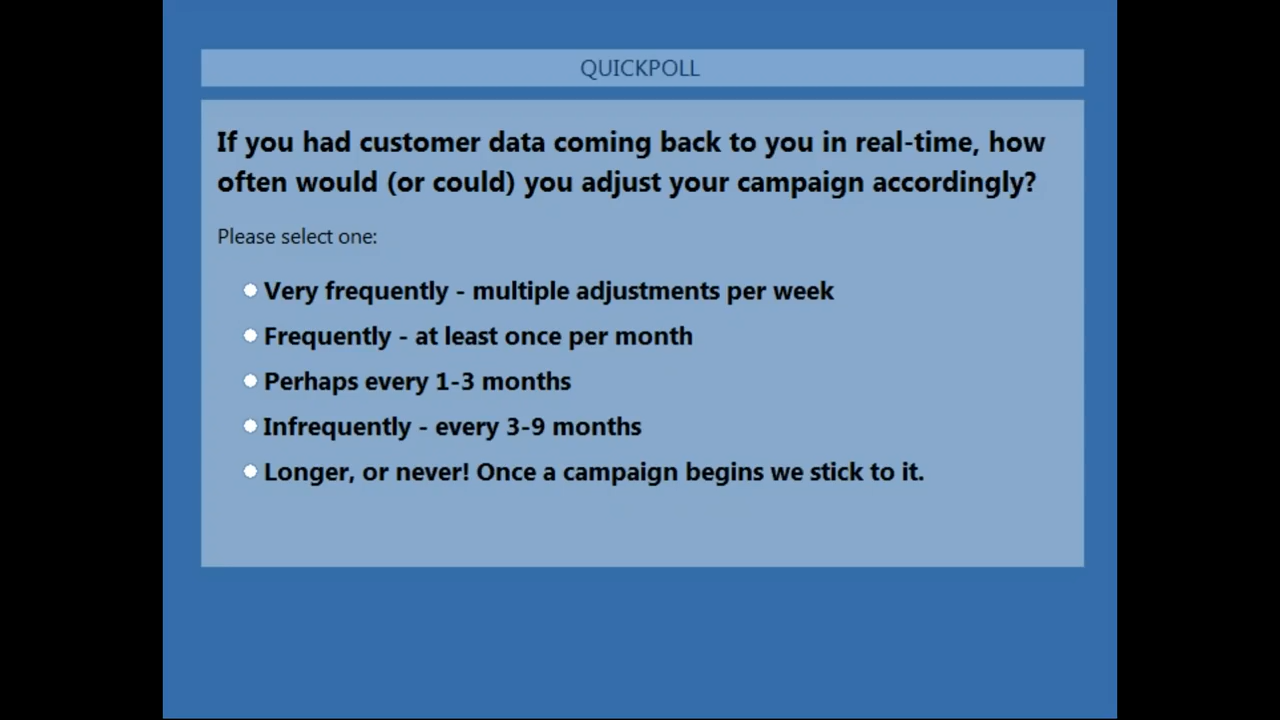 QUICKPOLL
If you had customer data coming back to you in real-time, how
often would (or could) you adjust your campaign accordingly?
Please select one:
Very frequently - multiple adjustments per week
Frequently - at least once per month
Perhaps every 1-3 months
Infrequently - every 3-9 months
Longer, or never! Once a campaign begins we stick to it.